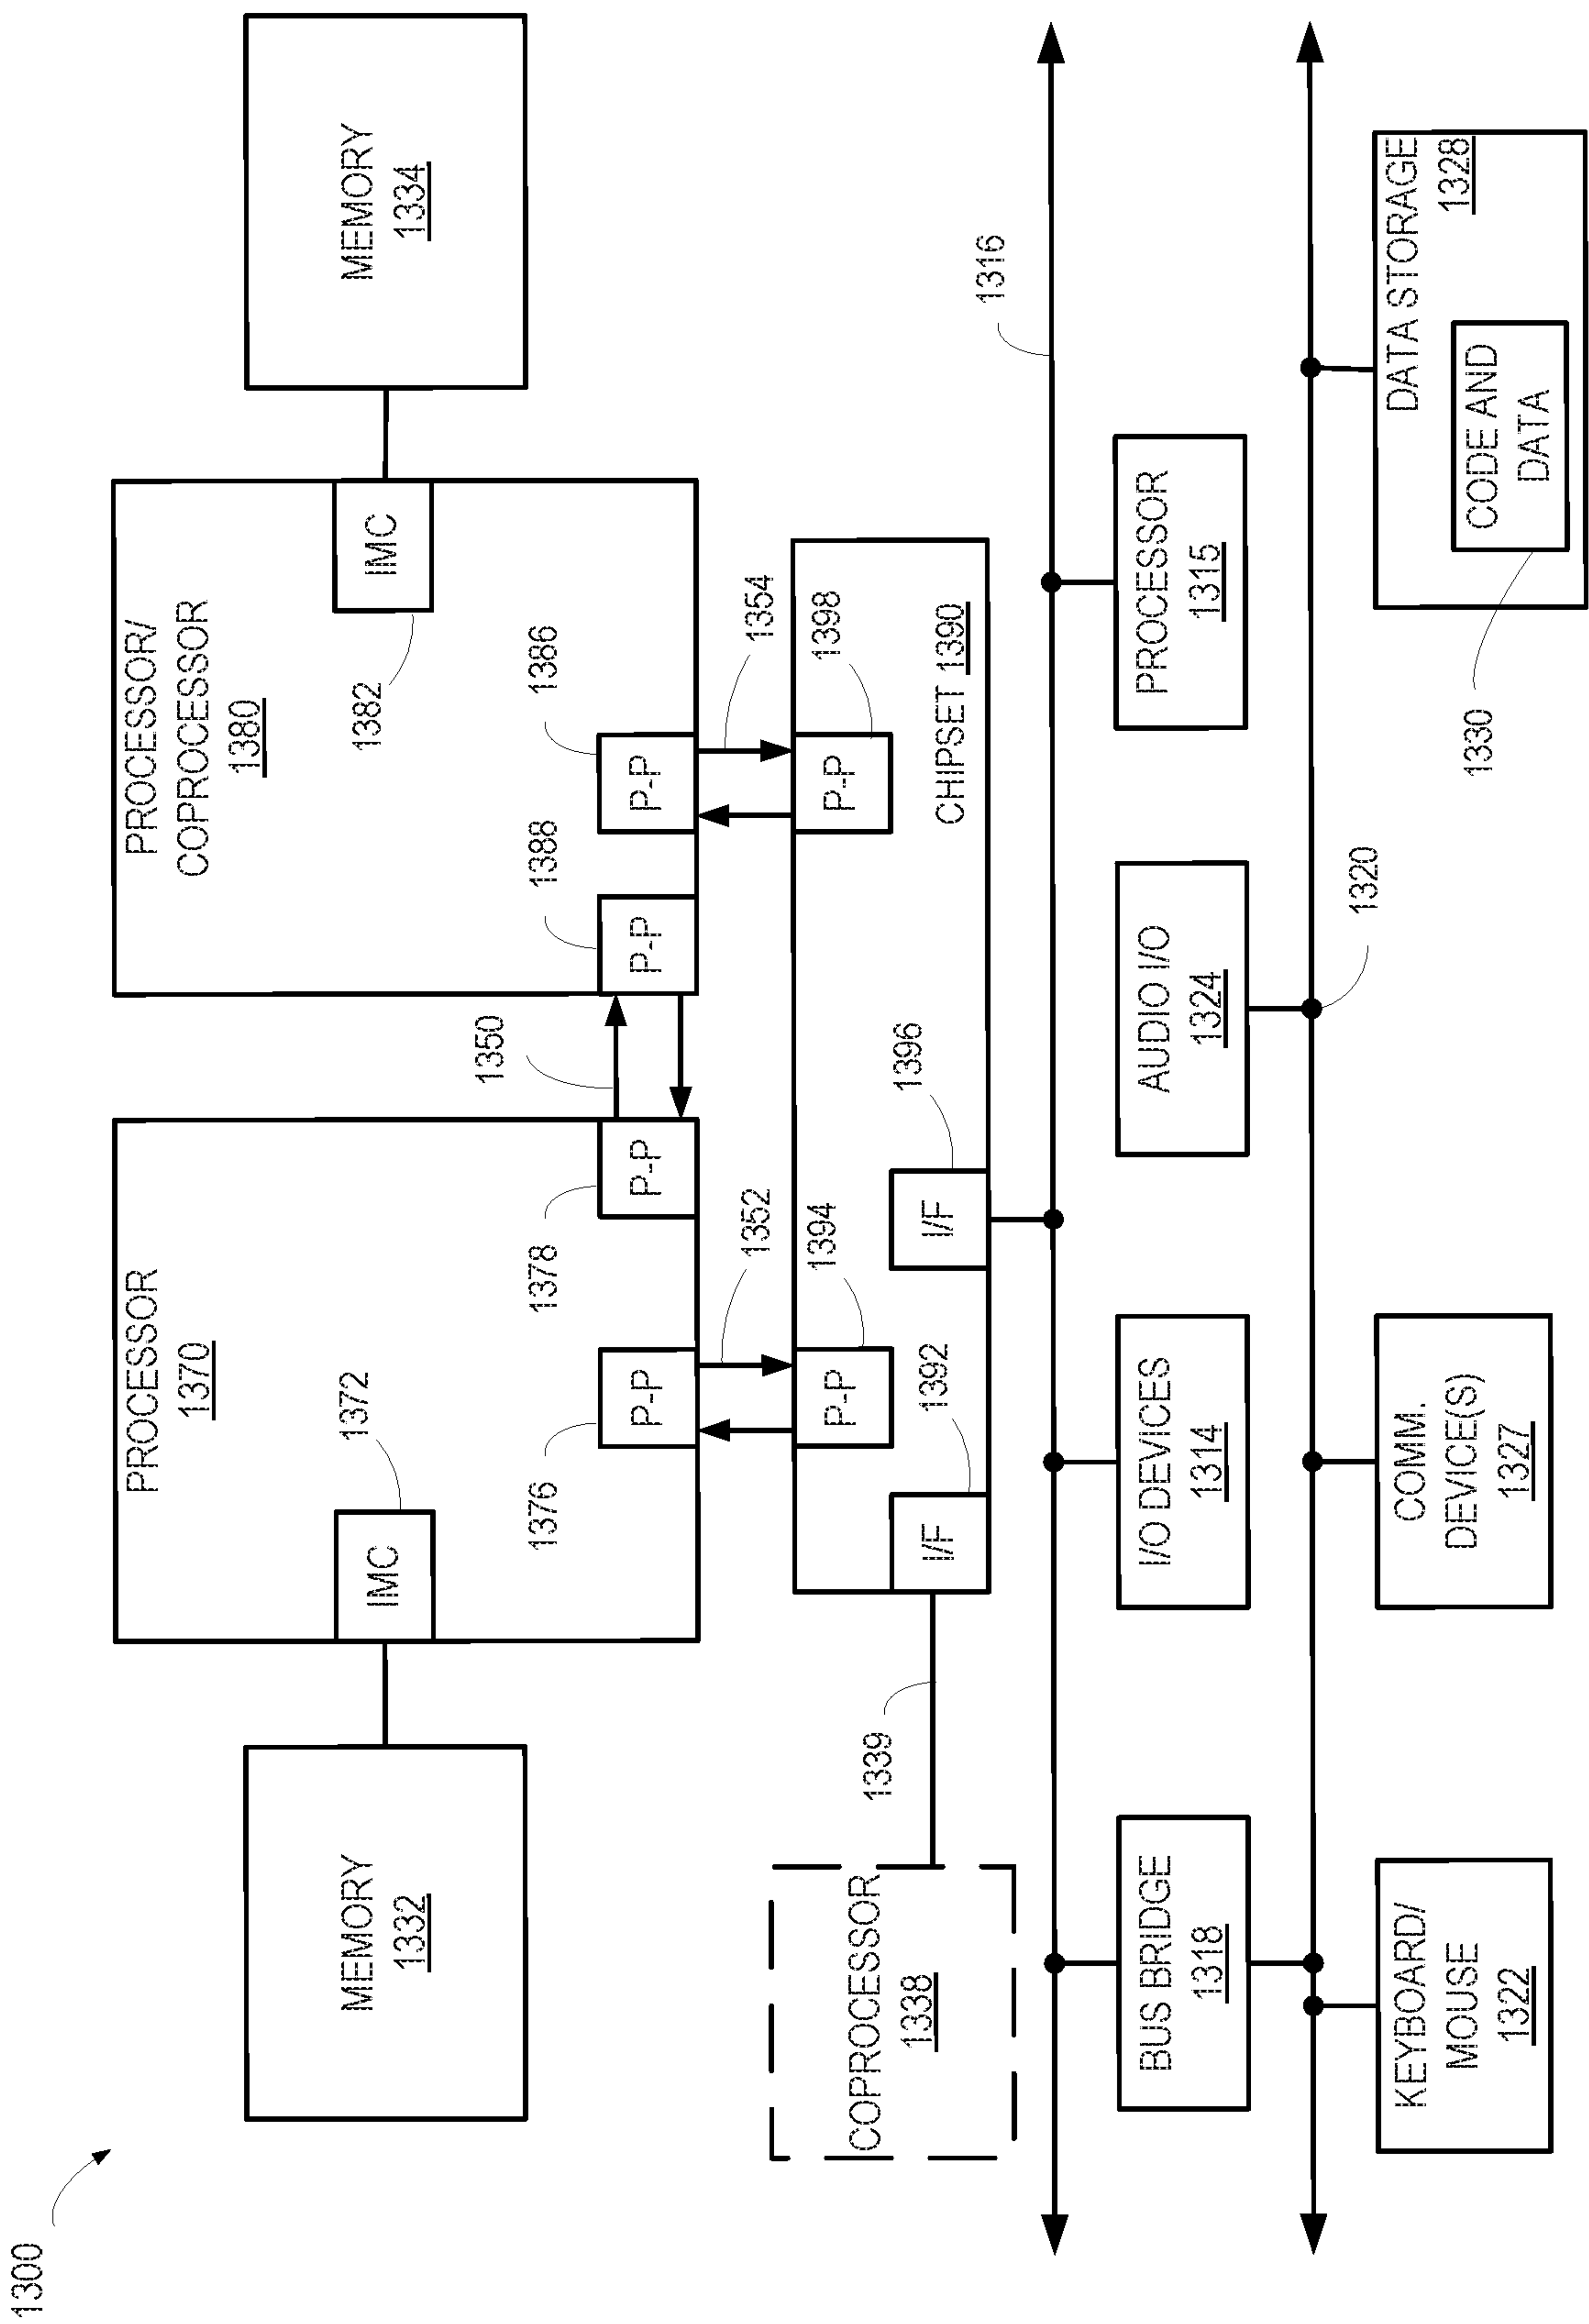 1300
PROCESSOR
1370
PROCESSOR/
COPROCESSOR
1380
MEMORY
1332
IMC
1372
IMC
1382
MEMORY
1334
1376
P-P
1378
P-P
1350
1388
P-P
1386
P-P
1352
1354
COPROCESSOR
1338
1339
I/F
1392
P-P
1394
I/F
1396
P-P
1398
CHIPSET 1390
1316
BUS BRIDGE
1318
I/O DEVICES
1314
AUDIO I/O
1324
PROCESSOR
1315
1320
KEYBOARD/
MOUSE
1322
COMM.
DEVICE(S)
1327
DATA STORAGE
1328
CODE AND
DATA
1330